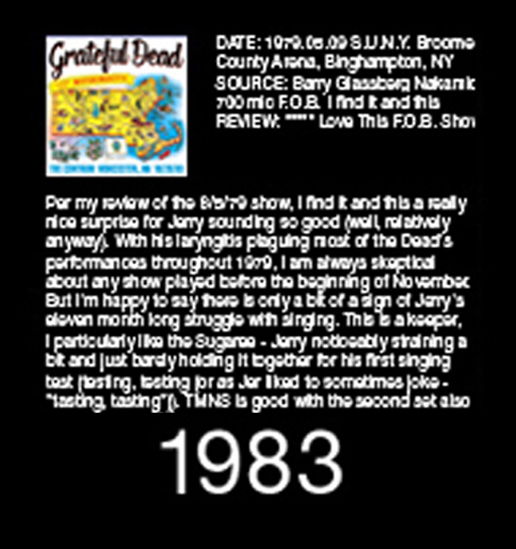 Grateful Dead
DATE: 1979.05.09 S.U.N.Y. Broome
County Arena, Binghampton, NY
SOURCE: Barry Glassberg Nakamic
700 mic F.O.B. I find it and this
REVIEW: **** Love This F.O.B. Show
Per my review of the 8/5/79 show, I find it and this a really
nice surprise for Jerry sounding so good (well, relatively
anyway). With his laryngitis plaguing most of the Dead's
performances throughout 1979, I am always skeptical
about any show played before the beginning of November.
But I'm happy to say there is only a bit of a sign of Jerry's
eleven month long struggle with singing. This is a keeper,
I particularly like the Sugaree - Jerry noticeably straining a
bit and just barely holding it together for his first singing
test (testing, testing for as Jer liked to sometimes joke -
"tasting, tasting"). TMNS is good with the second set also
1983